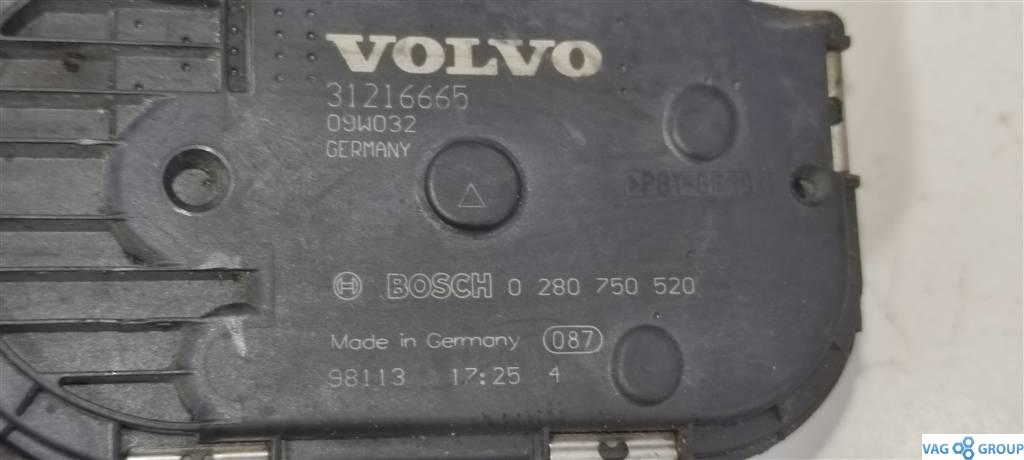 VOLVO
31216665
09W032
GERMANY
BOSCH 0 280 750 520
Made in Germany 087
98113 17:25 4
VAG GROUP